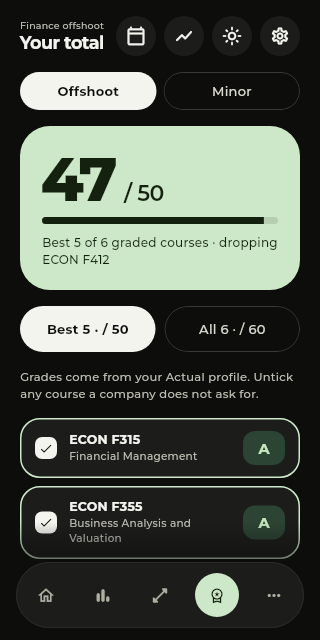 Finance offshoot
Your total
Offshoot
Minor
47 / 50
Best 5 of 6 graded courses · dropping
ECON F412
Best 5 · / 50
All 6 · / 60
Grades come from your Actual profile. Untick
any course a company does not ask for.
ECON F315
Financial Management
A
ECON F355
Business Analysis and
Valuation
A